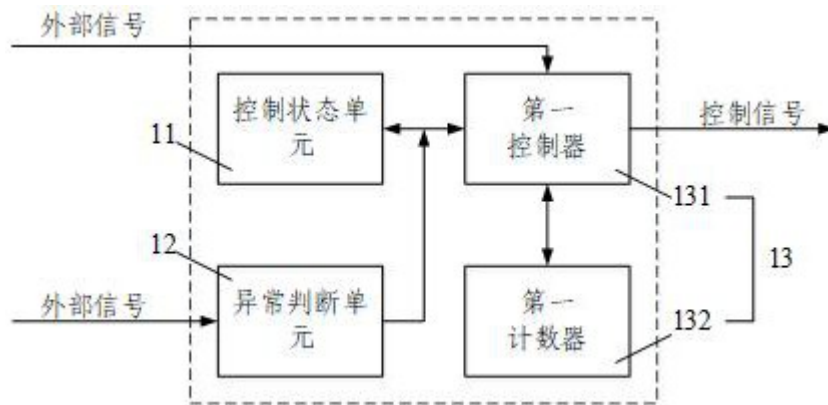 外部信号
控制状态单
元
11
第一
控制器
控制信号
131
13
12
外部信号
异常判断单
元
第一
计数器
132